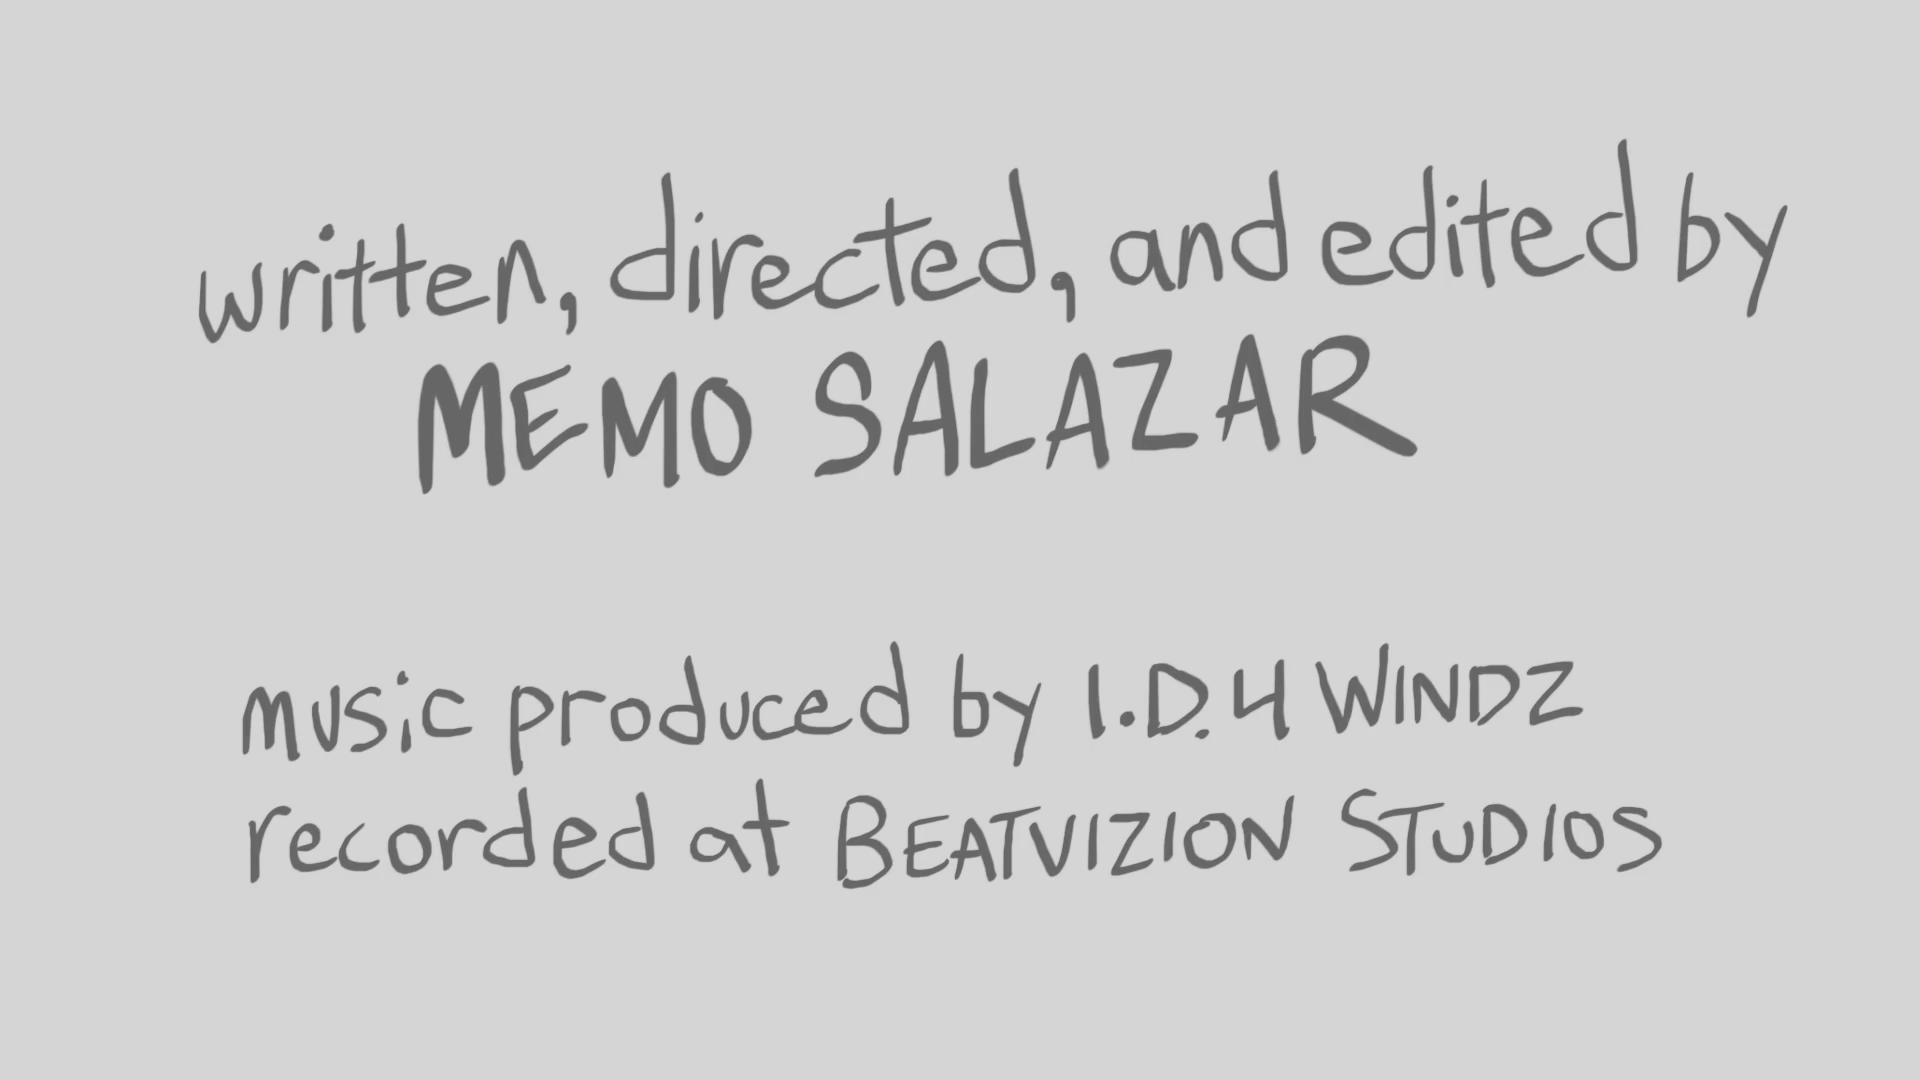 written, directed, and edited by
MEMO SALAZAR
music produced by I.D.4 WINDZ
recorded at BEATVIZION STUDIOS